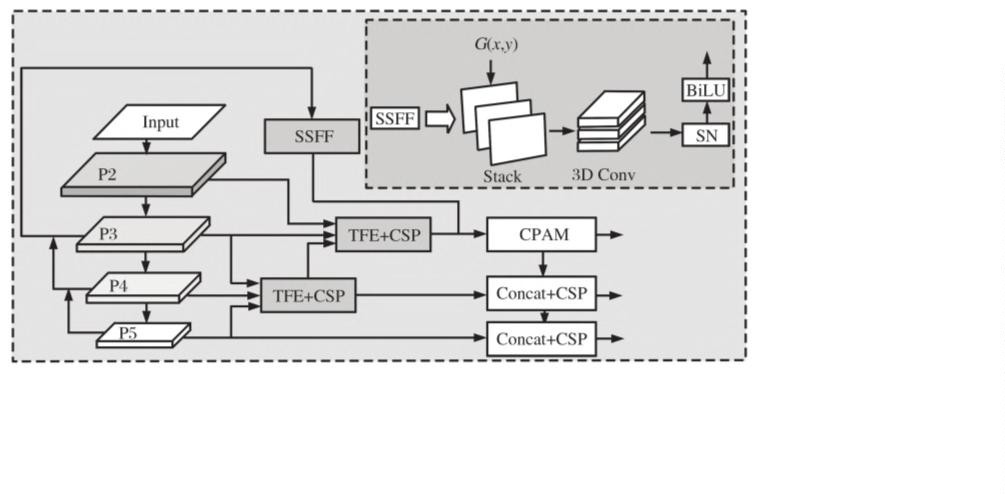 G(x,y)
SSFF
BiLU
SN
Stack
3D Conv
Input
SSFF
P2
P3
TFE+CSP
CPAM
P4
TFE+CSP
Concat+CSP
P5
Concat+CSP